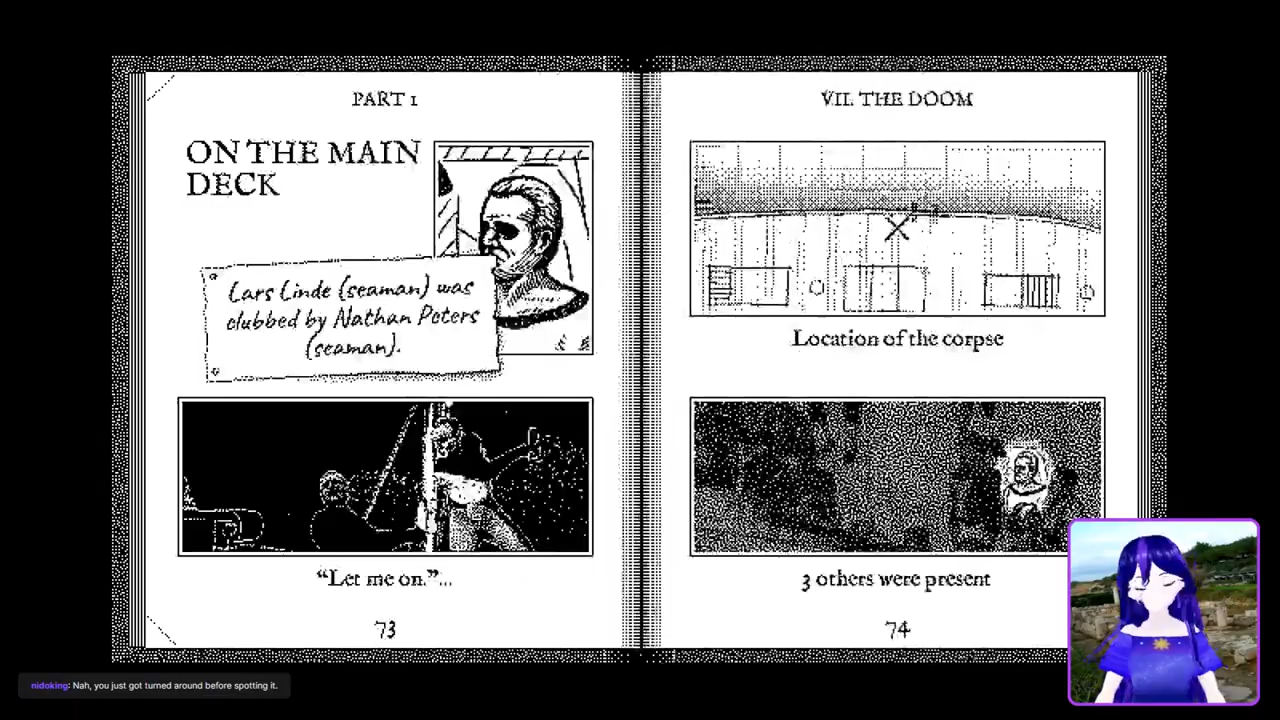 PART 1
ON THE MAIN
DECK
Lars Linde (seaman) was
clubbed by Nathan Peters
(seaman).
"Let me on."...
73
VII. THE DOOM
Location of the corpse
3 others were present
74
nidoking: Nah, you just got turned around before spotting it.